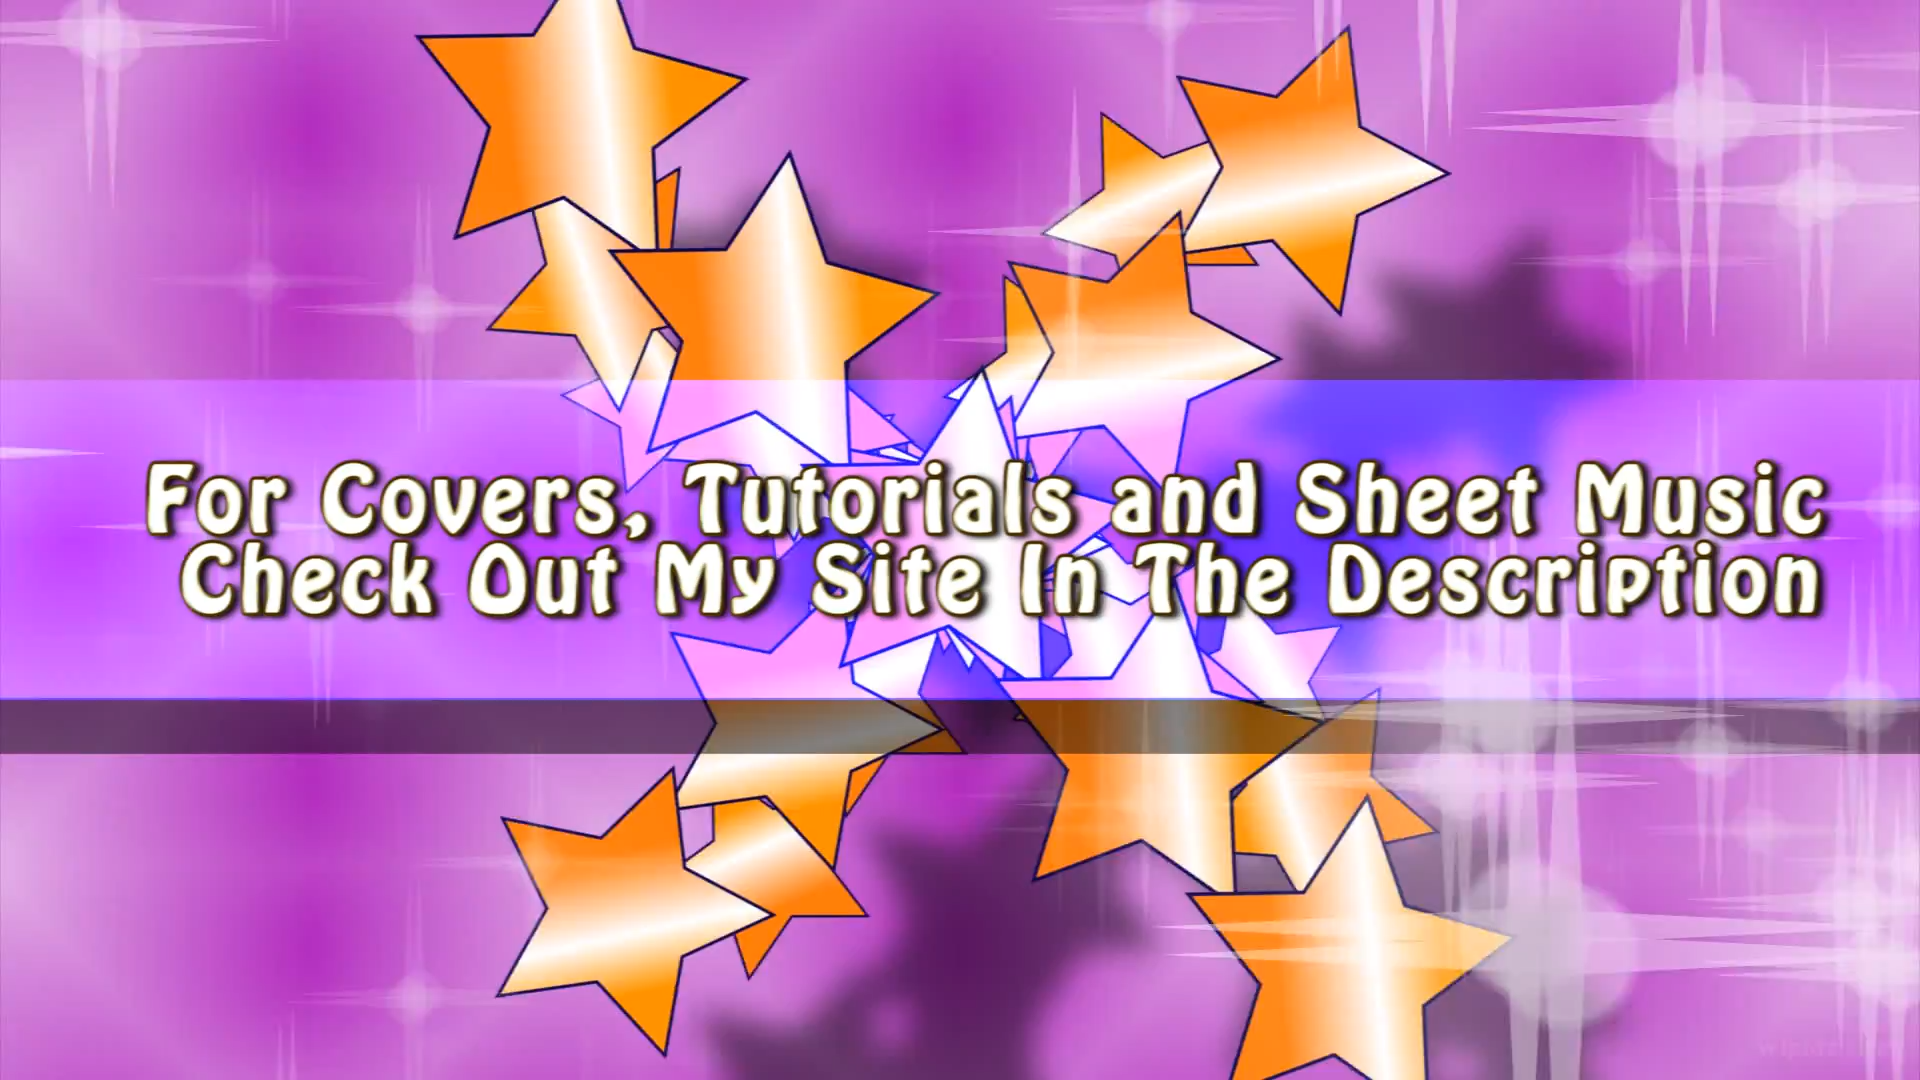 For Covers, Tutorials and Sheet Music
Check Out My Site In The Description